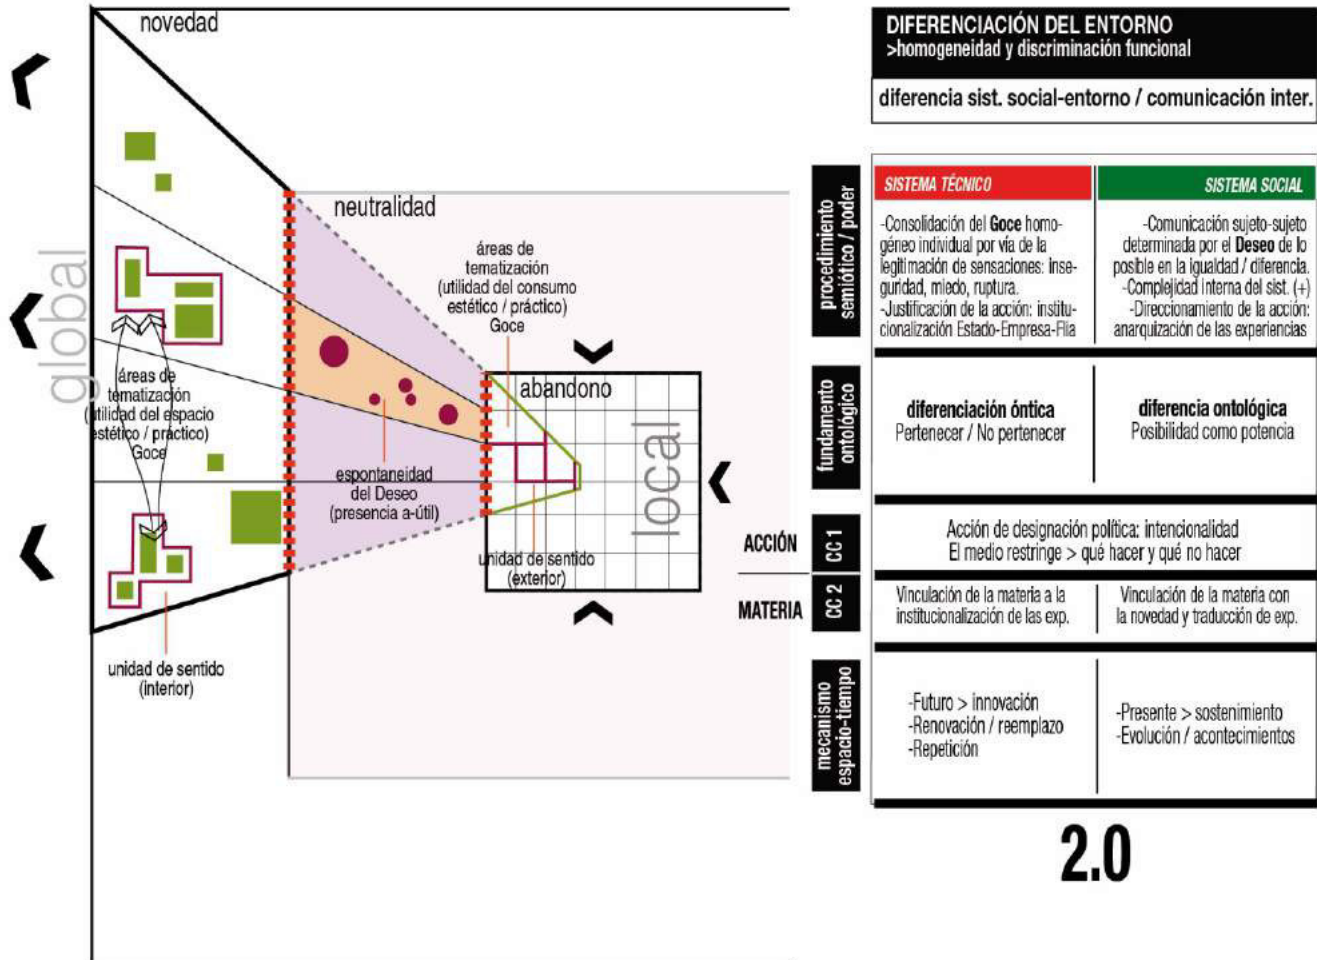 novedad
global
áreas de
tematización
(utilidad del espacio
estético / práctico)
Goce
unidad de sentido
(interior)
neutralidad
áreas de
tematización
(utilidad del consumo
estético / práctico)
Goce
espontaneidad
del Deseo
(presencia a-útil)
abandono
local
unidad de sentido
(exterior)
DIFERENCIACIÓN DEL ENTORNO
>homogeneidad y discriminación funcional
diferencia sist. social-entorno / comunicación inter.
procedimiento
semiótico / poder
SISTEMA TÉCNICO
-Consolidación del Goce homo-
géneo individual por vía de la
legitimación de sensaciones: inse-
guridad, miedo, ruptura.
-Justificación de la acción: institu-
cionalización Estado-Empresa-Flia
SISTEMA SOCIAL
-Comunicación sujeto-sujeto
determinada por el Deseo de lo
posible en la igualdad / diferencia.
-Complejidad interna del sist. (+)
-Direccionamiento de la acción:
anarquización de las experiencias
fundamento
ontológico
diferenciación óntica
Pertenecer / No pertenecer
diferencia ontológica
Posibilidad como potencia
ACCIÓN
CC 1
Acción de designación política: intencionalidad
El medio restringe > qué hacer y qué no hacer
MATERIA
CC 2
Vinculación de la materia a la
institucionalización de las exp.
Vinculación de la materia con
la novedad y traducción de exp.
mecanismo
espacio-tiempo
-Futuro > innovación
-Renovación / reemplazo
-Repetición
-Presente > sostenimiento
-Evolución / acontecimientos
2.0